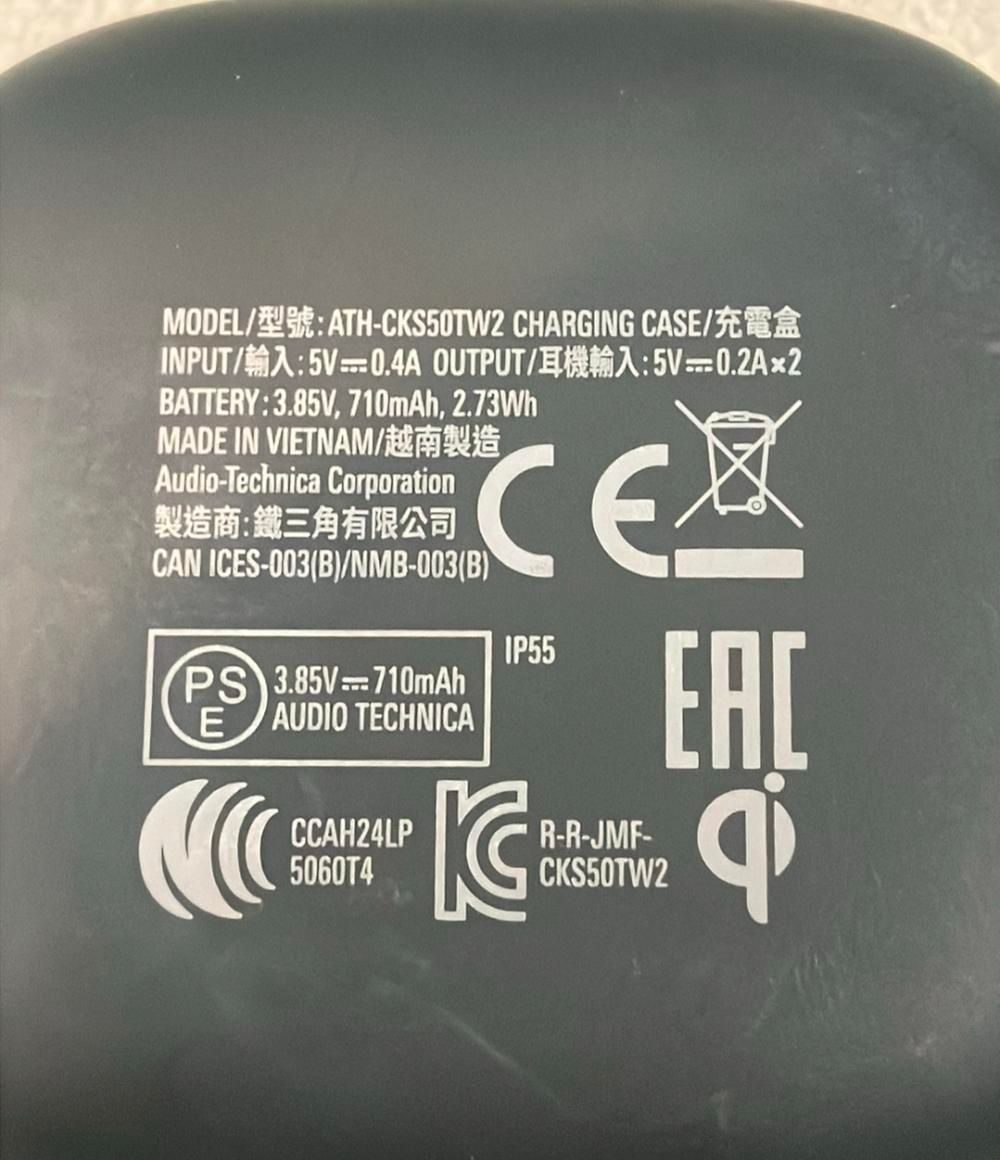 MODEL/型號: ATH-CKS50TW2 CHARGING CASE/充電盒
INPUT/輸入: 5V⎓0.4A OUTPUT/耳機輸入: 5V⎓0.2A×2
BATTERY: 3.85V, 710mAh, 2.73Wh
MADE IN VIETNAM/越南製造
Audio-Technica Corporation
製造商: 鐵三角有限公司
CAN ICES-003(B)/NMB-003(B)
CE
PS
E
3.85V⎓710mAh
AUDIO TECHNICA
IP55
EAC
CCAH24LP
5060T4
KC
R-R-JMF-
CKS50TW2
qi